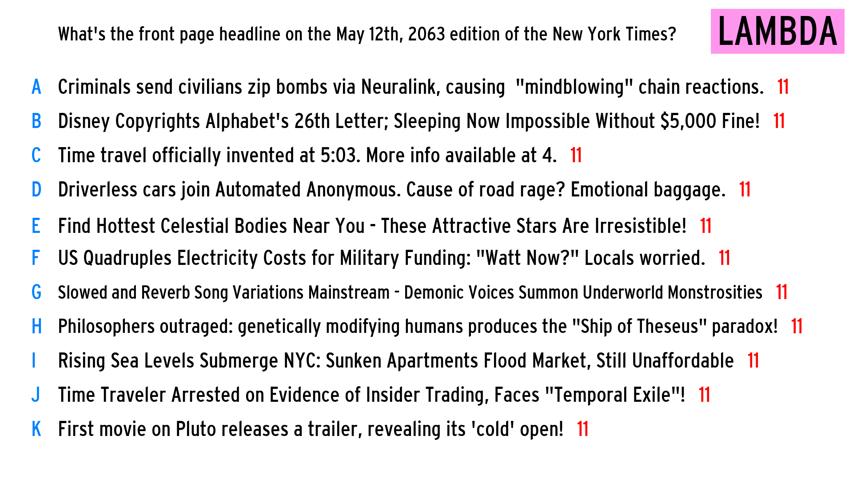 What's the front page headline on the May 12th, 2063 edition of the New York Times?
LAMBDA
A Criminals send civilians zip bombs via Neuralink, causing "mindblowing" chain reactions. 11
B Disney Copyrights Alphabet's 26th Letter; Sleeping Now Impossible Without $5,000 Fine! 11
C Time travel officially invented at 5:03. More info available at 4. 11
D Driverless cars join Automated Anonymous. Cause of road rage? Emotional baggage. 11
E Find Hottest Celestial Bodies Near You - These Attractive Stars Are Irresistible! 11
F US Quadruples Electricity Costs for Military Funding: "Watt Now?" Locals worried. 11
G Slowed and Reverb Song Variations Mainstream - Demonic Voices Summon Underworld Monstrosities 11
H Philosophers outraged: genetically modifying humans produces the "Ship of Theseus" paradox! 11
I Rising Sea Levels Submerge NYC: Sunken Apartments Flood Market, Still Unaffordable 11
J Time Traveler Arrested on Evidence of Insider Trading, Faces "Temporal Exile"! 11
K First movie on Pluto releases a trailer, revealing its 'cold' open! 11